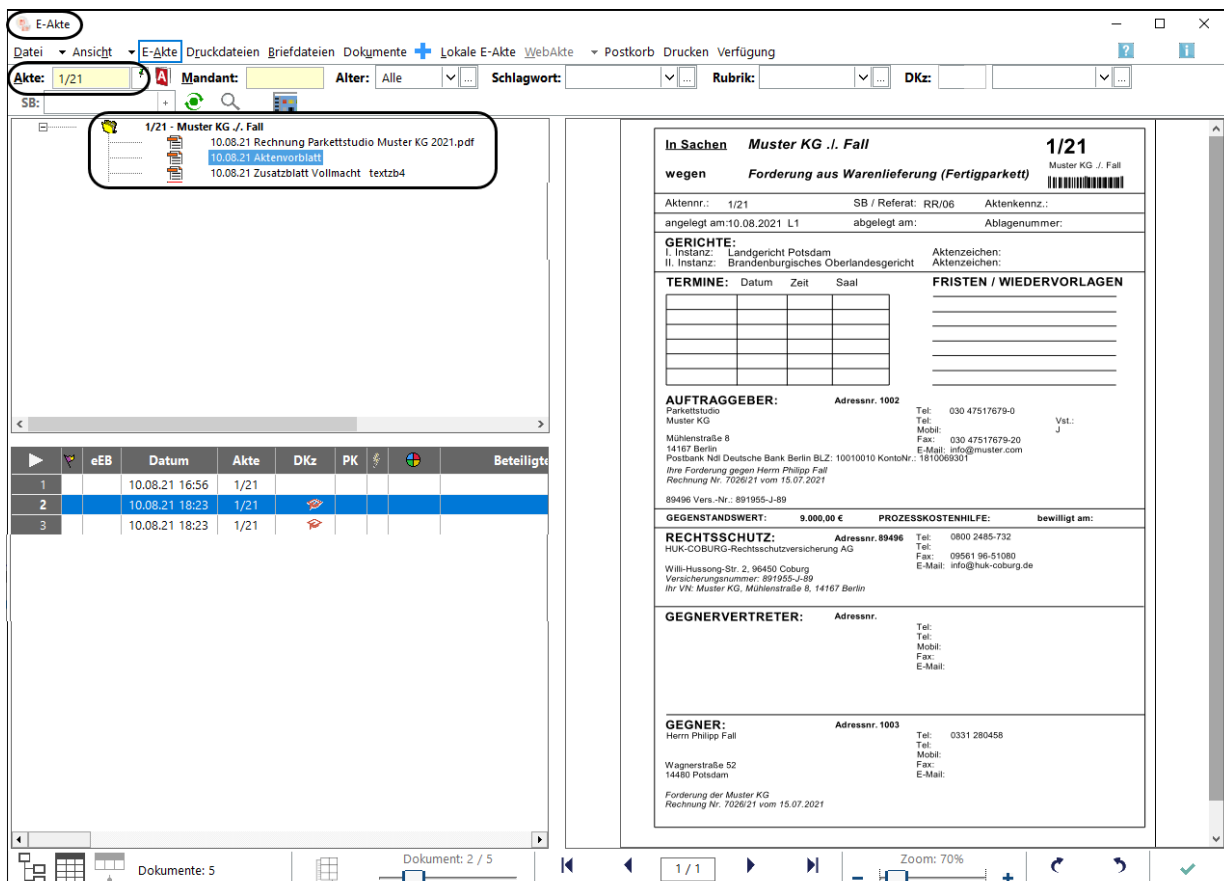 E-Akte
Datei Ansicht E-Akte Druckdateien Briefdateien Dokumente Lokale E-Akte WebAkte Postkorb Drucken Verfügung ? i
Akte: 1/21 Mandant: Alter: Alle ... Schlagwort: ... Rubrik: ... DKz: ...
SB: +
1/21 - Muster KG ./. Fall
10.08.21 Rechnung Parkettstudio Muster KG 2021.pdf
10.08.21 Aktenvorblatt
10.08.21 Zusatzblatt Vollmacht textzb4
eEB Datum Akte DKz PK Beteiligte
1 10.08.21 16:56 1/21
2 10.08.21 18:23 1/21
3 10.08.21 18:23 1/21
In Sachen Muster KG ./. Fall 1/21
Muster KG ./. Fall
wegen Forderung aus Warenlieferung (Fertigparkett)
Aktennr.: 1/21 SB / Referat: RR/06 Aktenkennz.:
angelegt am:10.08.2021 L1 abgelegt am: Ablagenummer:
GERICHTE:
I. Instanz: Landgericht Potsdam Aktenzeichen:
II. Instanz: Brandenburgisches Oberlandesgericht Aktenzeichen:
TERMINE: Datum Zeit Saal FRISTEN / WIEDERVORLAGEN
AUFTRAGGEBER: Adressnr. 1002
Parkettstudio Tel: 030 47517679-0
Muster KG Tel: Vst.:
Mobil: J
Mühlenstraße 8 Fax: 030 47517679-20
14167 Berlin E-Mail: info@muster.com
Postbank Ndl Deutsche Bank Berlin BLZ: 10010010 KontoNr.: 1810069301
Ihre Forderung gegen Herrn Philipp Fall
Rechnung Nr. 7026/21 vom 15.07.2021
89496 Vers.-Nr.: 891955-J-89
GEGENSTANDSWERT: 9.000,00 € PROZESSKOSTENHILFE: bewilligt am:
RECHTSSCHUTZ: Adressnr. 89496 Tel: 0800 2485-732
HUK-COBURG-Rechtsschutzversicherung AG Tel:
Fax: 09561 96-51080
Willi-Hussong-Str. 2, 96450 Coburg E-Mail: info@huk-coburg.de
Versicherungsnummer: 891955-J-89
Ihr VN: Muster KG, Mühlenstraße 8, 14167 Berlin
GEGNERVERTRETER: Adressnr.
Tel:
Tel:
Mobil:
Fax:
E-Mail:
GEGNER: Adressnr. 1003
Herrn Philipp Fall Tel: 0331 280458
Tel:
Mobil:
Wagnerstraße 52 Fax:
14480 Potsdam E-Mail:
Forderung der Muster KG
Rechnung Nr. 7026/21 vom 15.07.2021
Dokumente: 5 Dokument: 2 / 5 1 / 1 Zoom: 70%